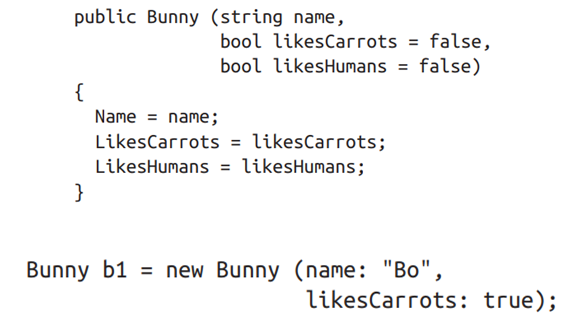 public Bunny (string name,
bool likesCarrots = false,
bool likesHumans = false)
{
Name = name;
LikesCarrots = likesCarrots;
LikesHumans = likesHumans;
}
Bunny b1 = new Bunny (name: "Bo",
likesCarrots: true);